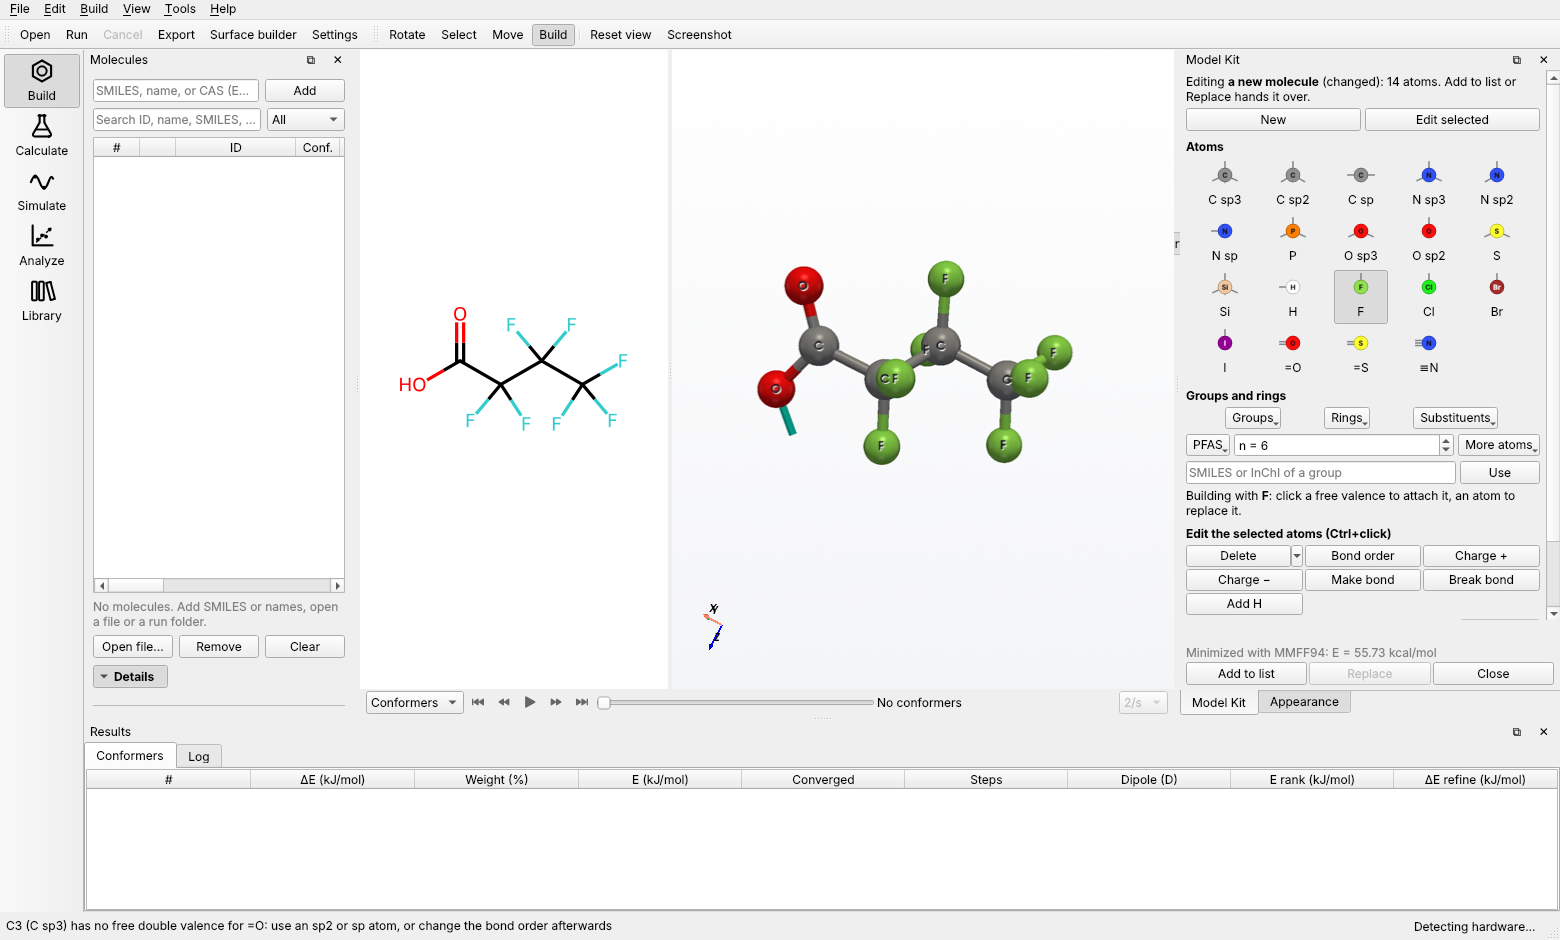 File Edit Build View Tools Help
Open Run Cancel Export Surface builder Settings Rotate Select Move Build Reset view Screenshot
Build
Calculate
Simulate
Analyze
Library
Molecules
SMILES, name, or CAS (E... Add
Search ID, name, SMILES, ... All
# ID Conf.
No molecules. Add SMILES or names, open
a file or a run folder.
Open file... Remove Clear
Details
O
F F
F
HO
F F F F
O F
C F C F
O C F C F
F F
X Y
Z
Conformers No conformers 2/s
r
Model Kit
Editing a new molecule (changed): 14 atoms. Add to list or
Replace hands it over.
New Edit selected
Atoms
C C C N N
C sp3 C sp2 C sp N sp3 N sp2
N P O O S
N sp P O sp3 O sp2 S
Si H F Cl Br
Si H F Cl Br
I O S N
I =O =S ≡N
Groups and rings
Groups Rings Substituents
PFAS n = 6 More atoms
SMILES or InChI of a group Use
Building with F: click a free valence to attach it, an atom to
replace it.
Edit the selected atoms (Ctrl+click)
Delete Bond order Charge +
Charge − Make bond Break bond
Add H
Minimized with MMFF94: E = 55.73 kcal/mol
Add to list Replace Close
Model Kit Appearance
Results
Conformers Log
# ΔE (kJ/mol) Weight (%) E (kJ/mol) Converged Steps Dipole (D) E rank (kJ/mol) ΔE refine (kJ/mol)
C3 (C sp3) has no free double valence for =O: use an sp2 or sp atom, or change the bond order afterwards Detecting hardware...